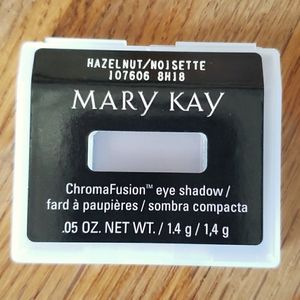 HAZELNUT/NOISETTE
107606 8H18
MARY KAY
ChromaFusion™ eye shadow /
fard à paupières / sombra compacta
.05 OZ. NET WT. / 1.4 g / 1,4 g